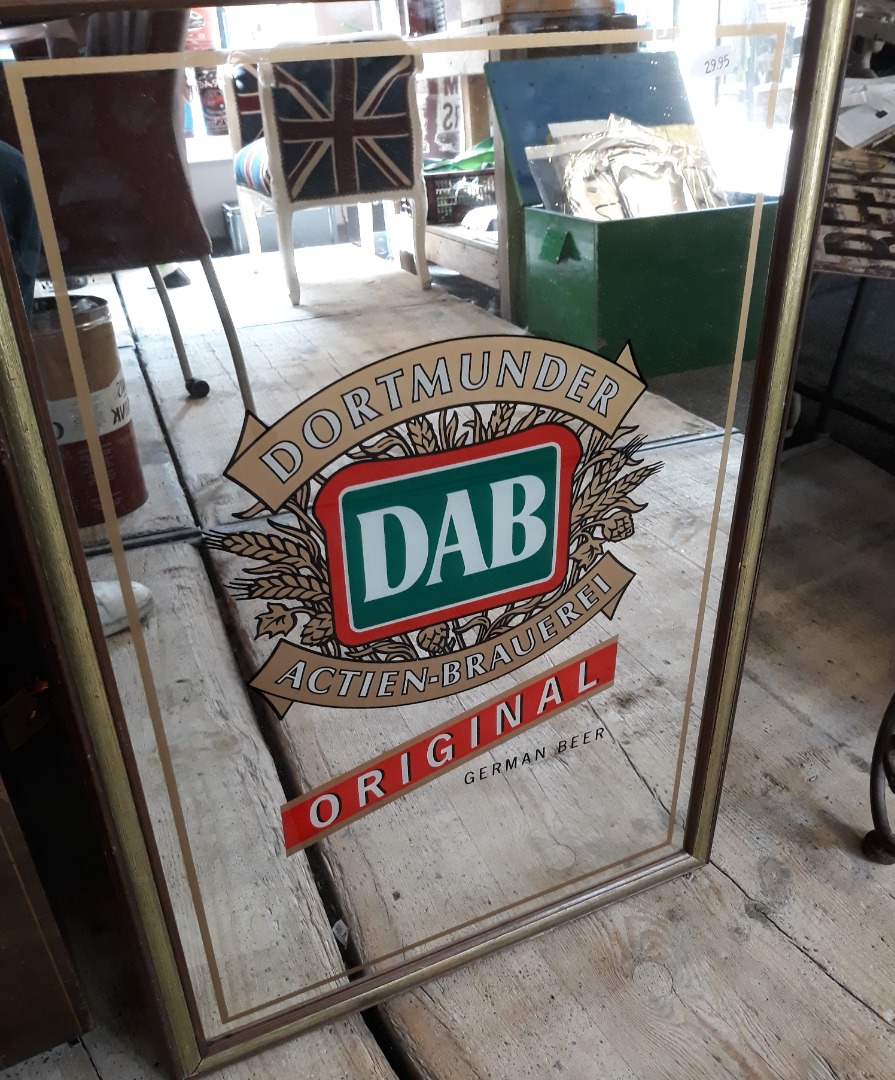 29.95
DORTMUNDER
DAB
ACTIEN-BRAUEREI
ORIGINAL
GERMAN BEER